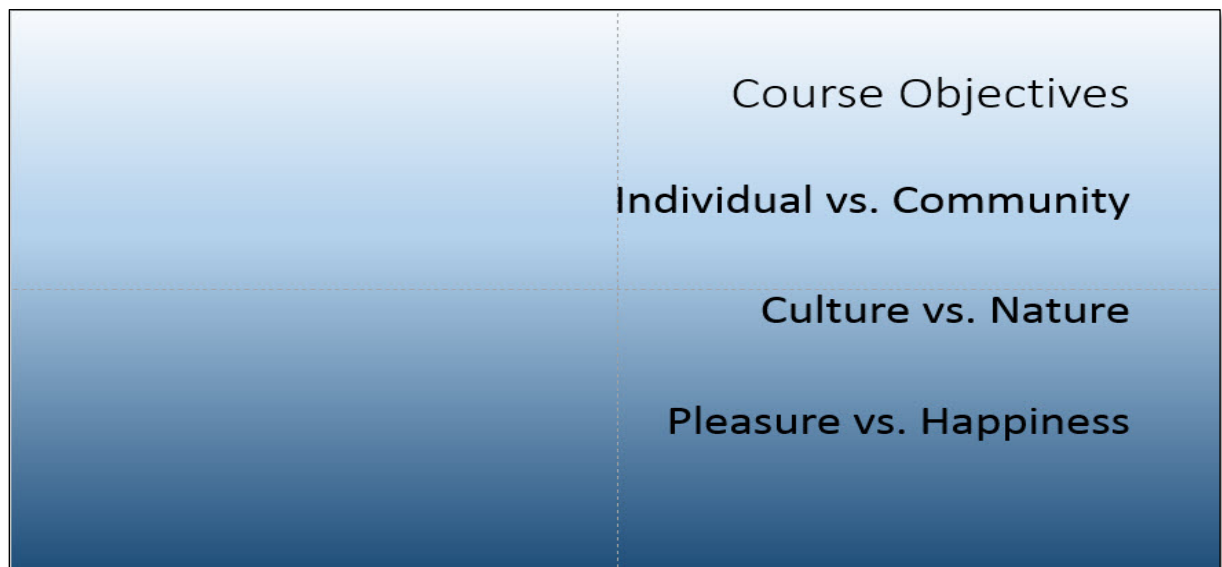 Course Objectives
Individual vs. Community
Culture vs. Nature
Pleasure vs. Happiness